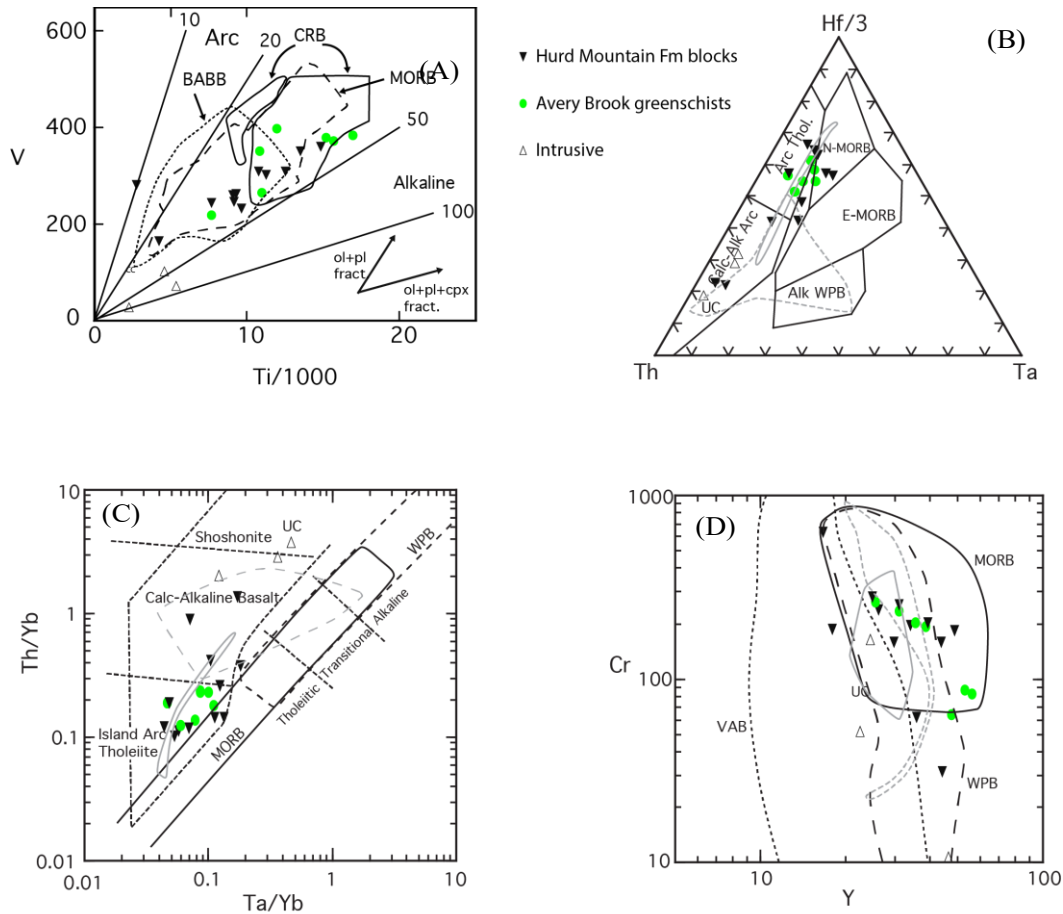 600
10
Arc
20
CRB
(A)
BABB
MORB
50
400
V
Alkaline
200
100
ol+pl
fract.
ol+pl+cpx
fract.
0
0
10
20
Ti/1000
Hurd Mountain Fm blocks
Avery Brook greenschists
Intrusive
Hf/3
(B)
Arc Thol.
N-MORB
E-MORB
Calc-Alk Arc
Alk WPB
UC
Th
Ta
10
(C)
Shoshonite
UC
WPB
Calc-Alkaline Basalt
1
Th/Yb
Tholeiitic
Transitional
Alkaline
Island Arc
Tholeiite
MORB
0.1
0.01
0.01
0.1
1
10
Ta/Yb
1000
(D)
MORB
Cr
100
UC
VAB
WPB
10
10
Y
100